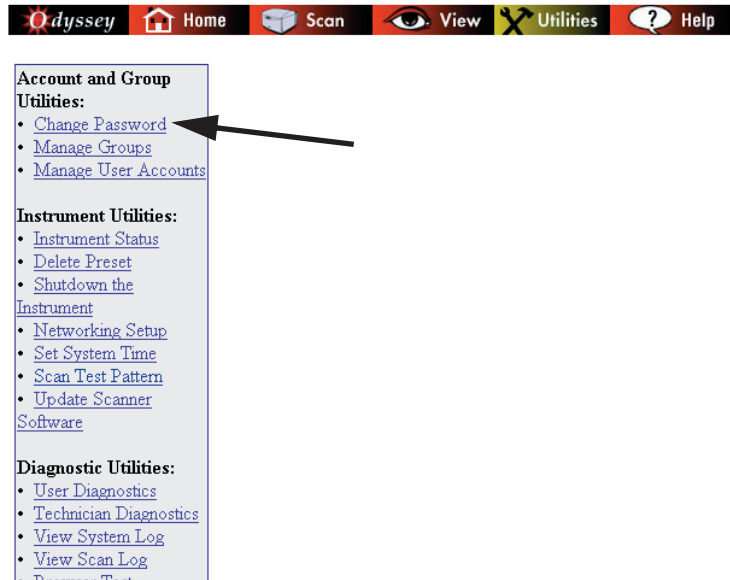 Odyssey Home Scan View Utilities ? Help
Account and Group
Utilities:
• Change Password
• Manage Groups
• Manage User Accounts
Instrument Utilities:
• Instrument Status
• Delete Preset
• Shutdown the
Instrument
• Networking Setup
• Set System Time
• Scan Test Pattern
• Update Scanner
Software
Diagnostic Utilities:
• User Diagnostics
• Technician Diagnostics
• View System Log
• View Scan Log